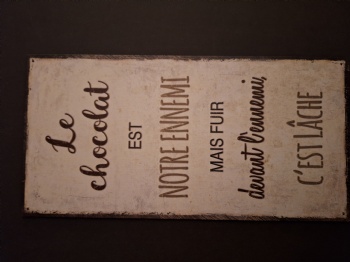 Le
chocolat
EST
NOTRE ENNEMI
MAIS FUIR
devant l'ennemi,
C'EST LÂCHE